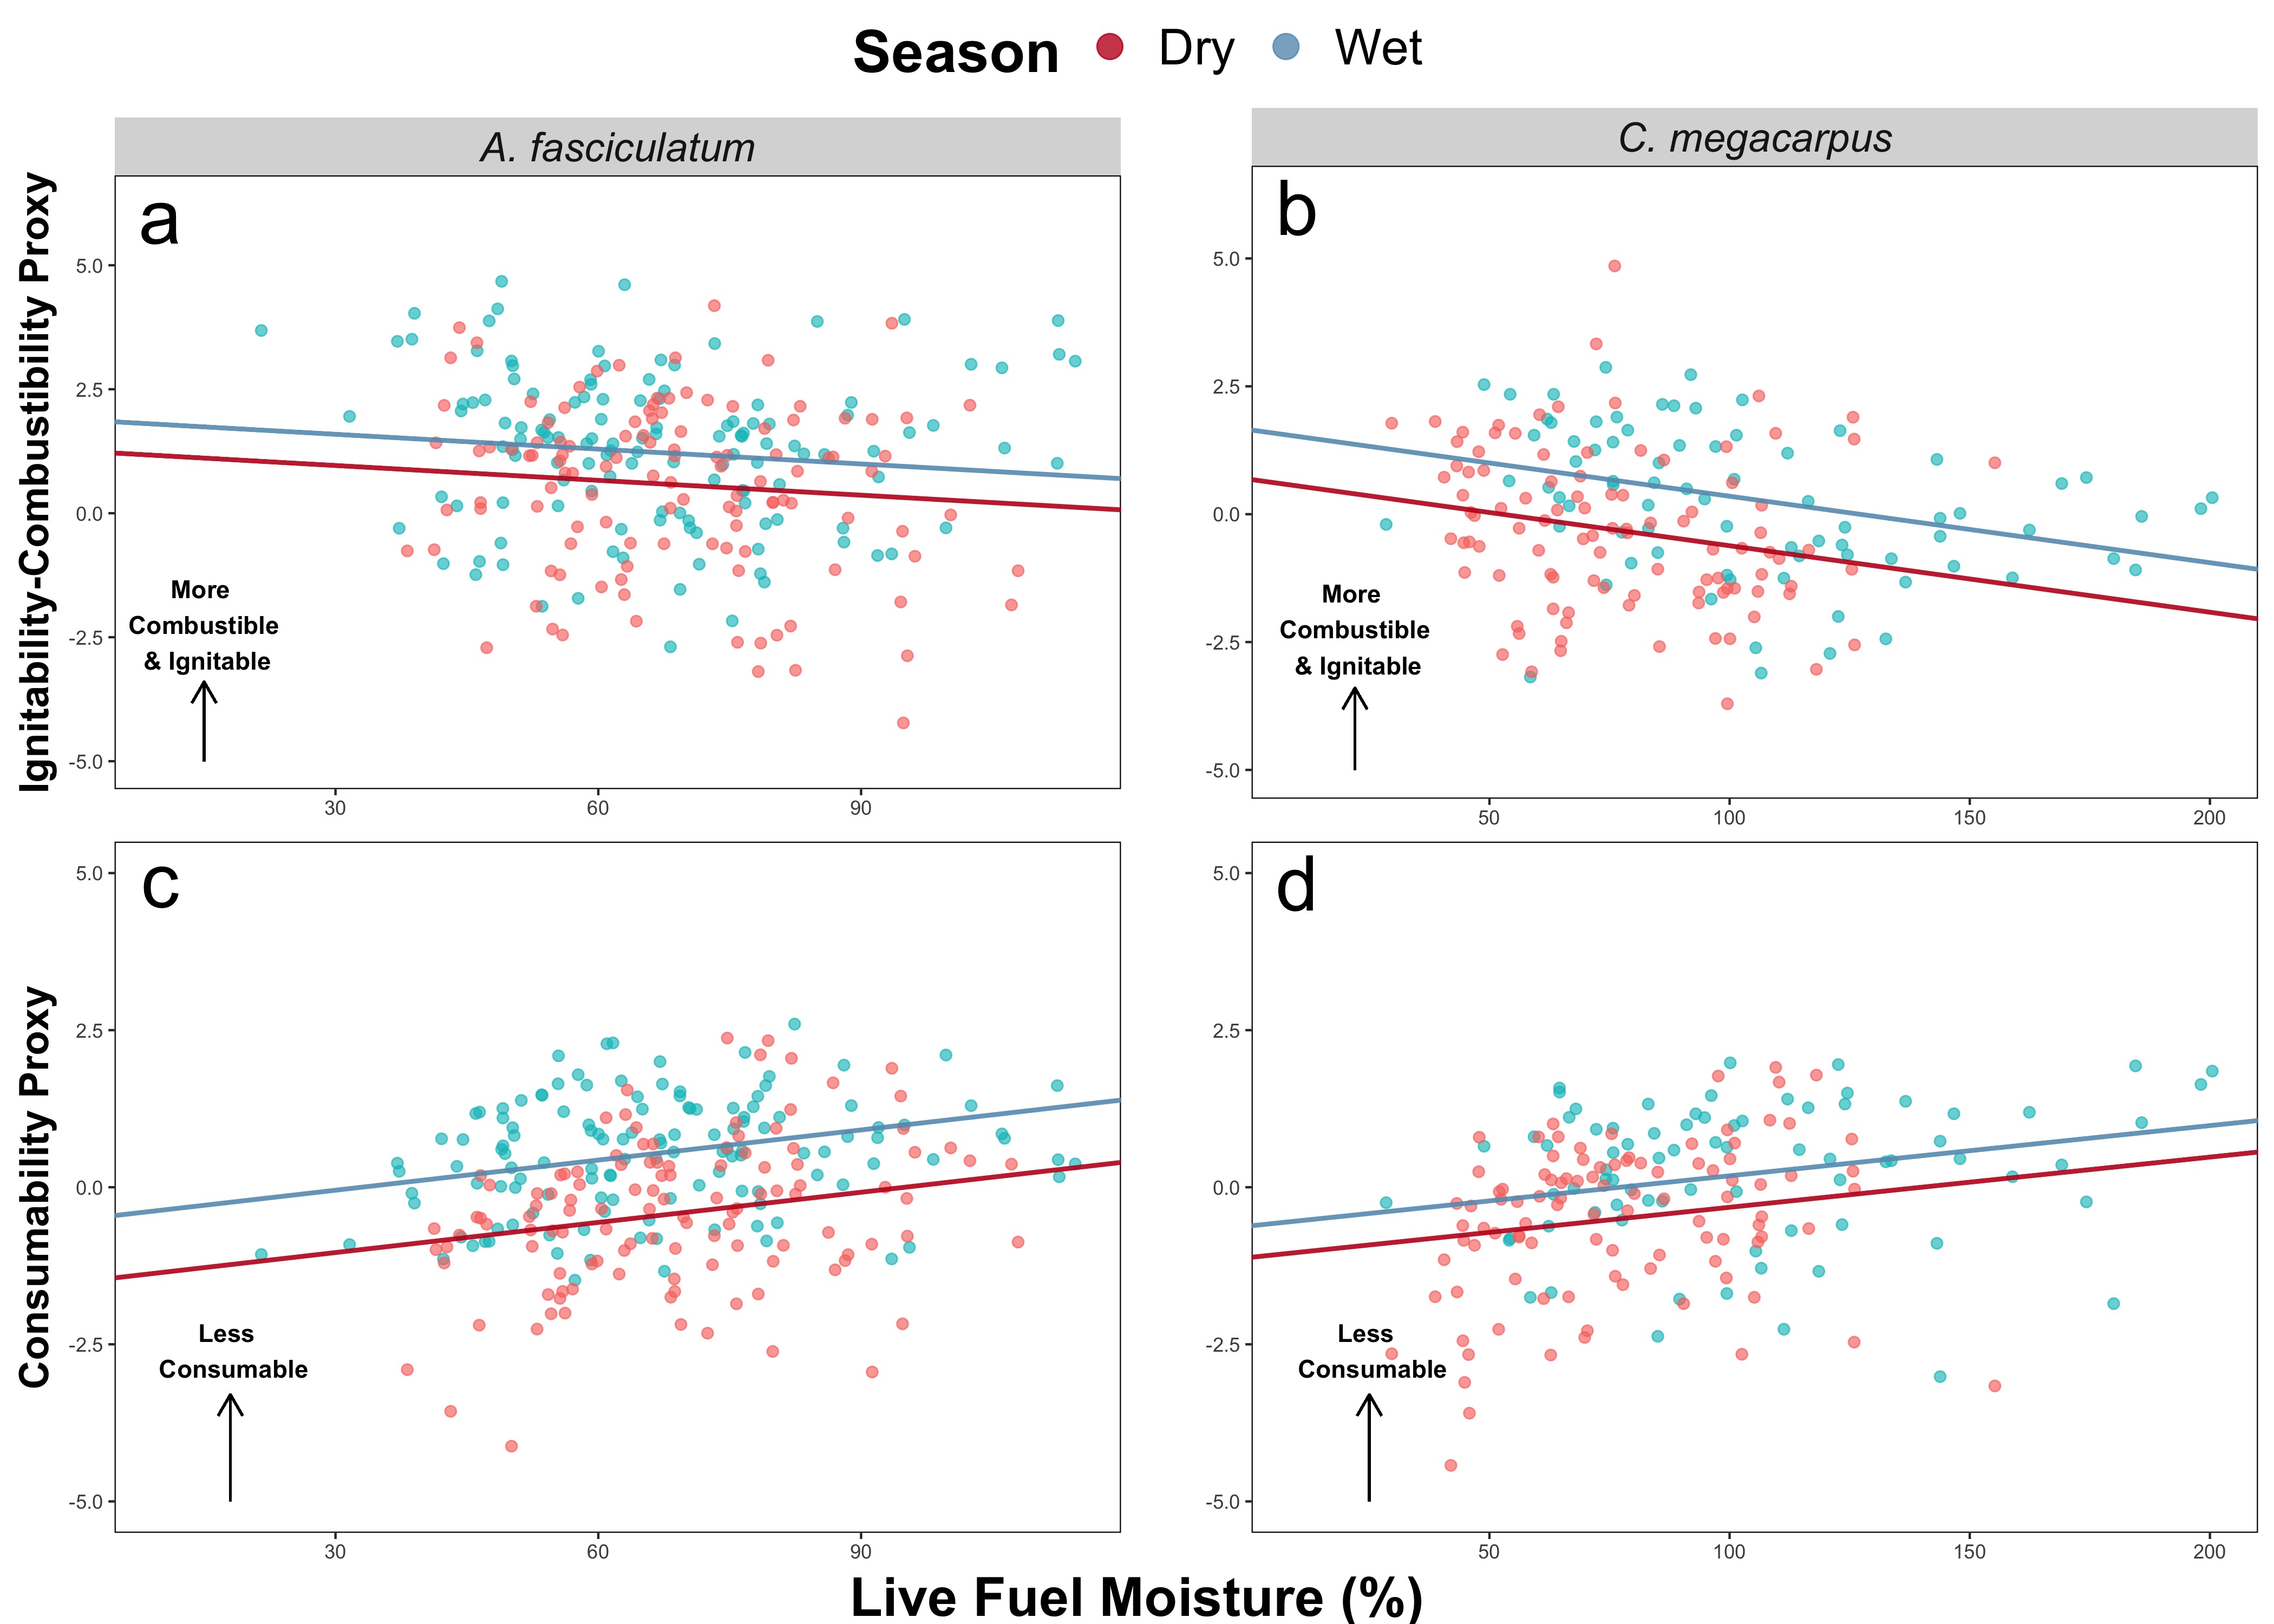 Season Dry Wet
A. fasciculatum
C. megacarpus
Ignitability-Combustibility Proxy
a
5.0
2.5
0.0
-2.5
-5.0
More
Combustible
& Ignitable
30 60 90
b
5.0
2.5
0.0
-2.5
-5.0
More
Combustible
& Ignitable
50 100 150 200
Consumability Proxy
c
5.0
2.5
0.0
-2.5
-5.0
Less
Consumable
30 60 90
d
5.0
2.5
0.0
-2.5
-5.0
Less
Consumable
50 100 150 200
Live Fuel Moisture (%)